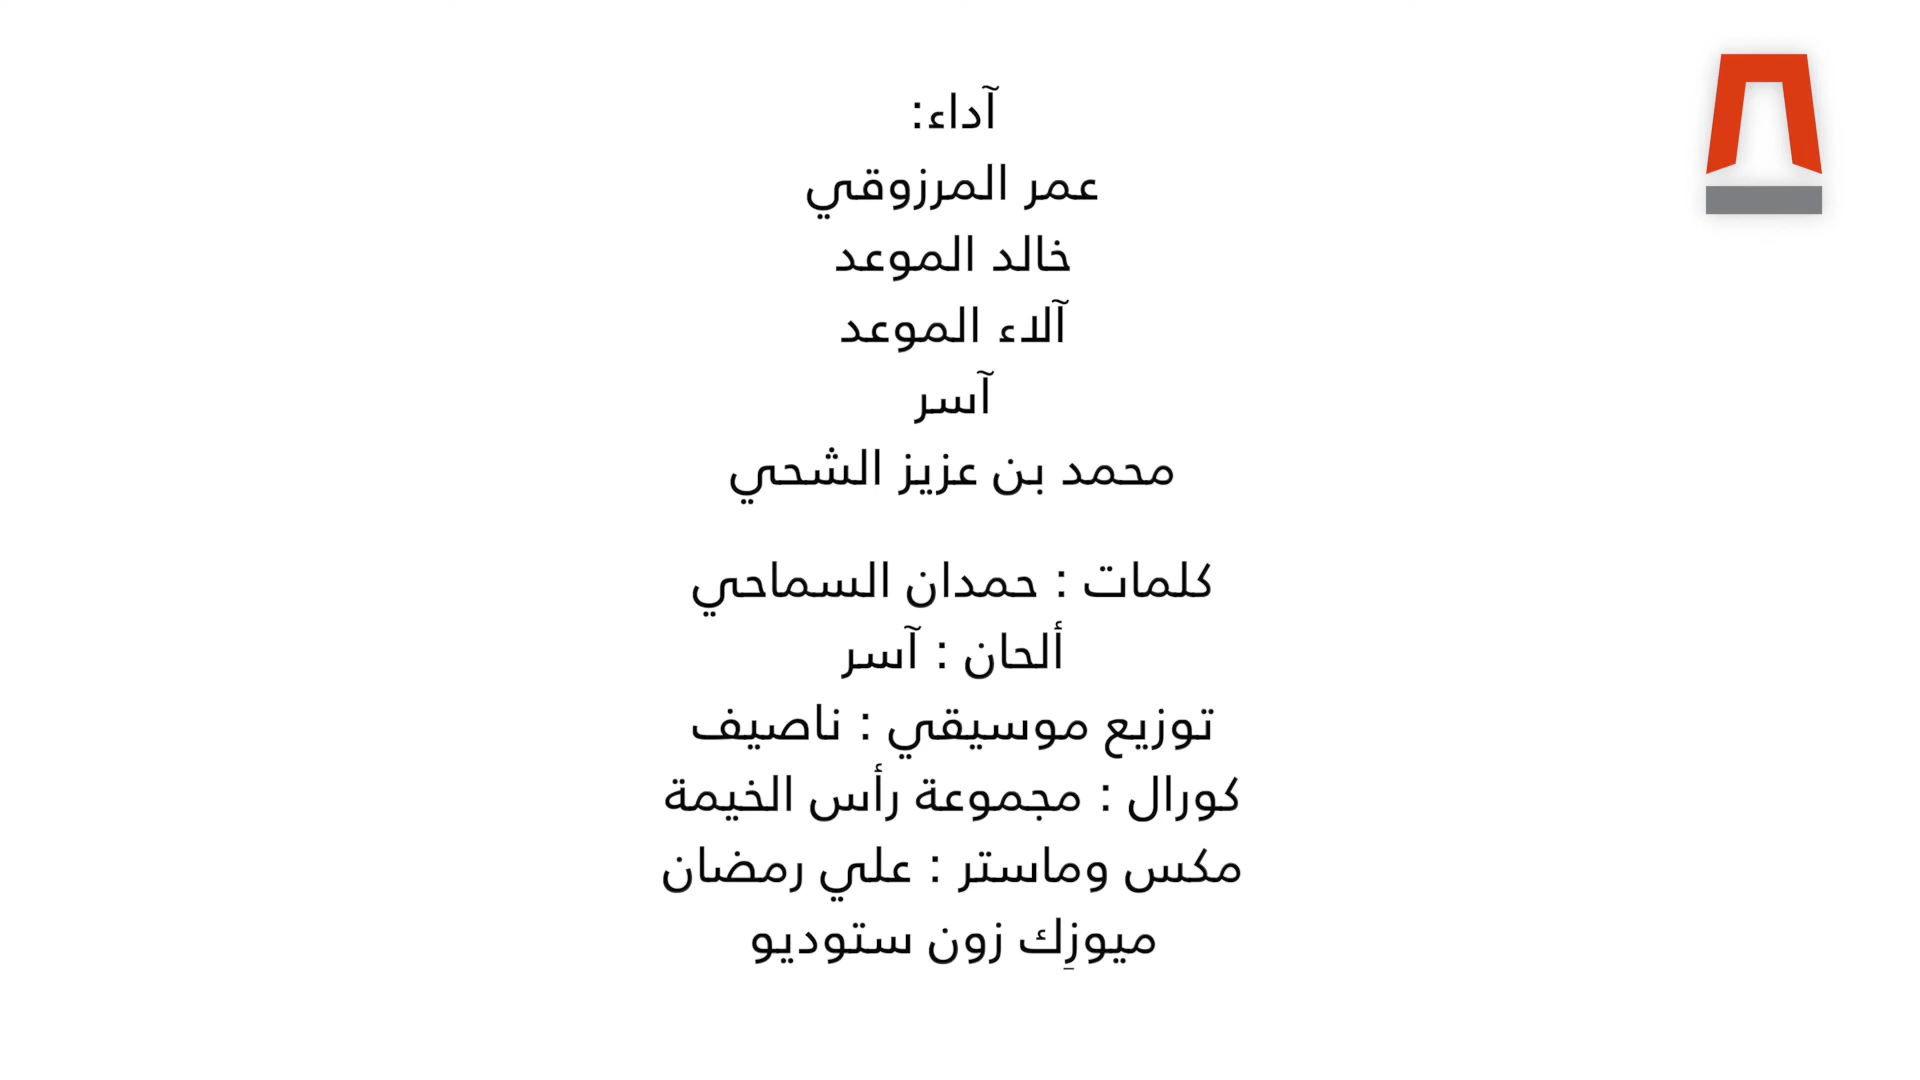 آداء:
عمر المرزوقي
خالد الموعد
آلاء الموعد
آسر
محمد بن عزيز الشحي
كلمات : حمدان السماحي
ألحان : آسر
توزيع موسيقي : ناصيف
كورال : مجموعة رأس الخيمة
مكس وماستر : علي رمضان
ميوزِك زون ستوديو